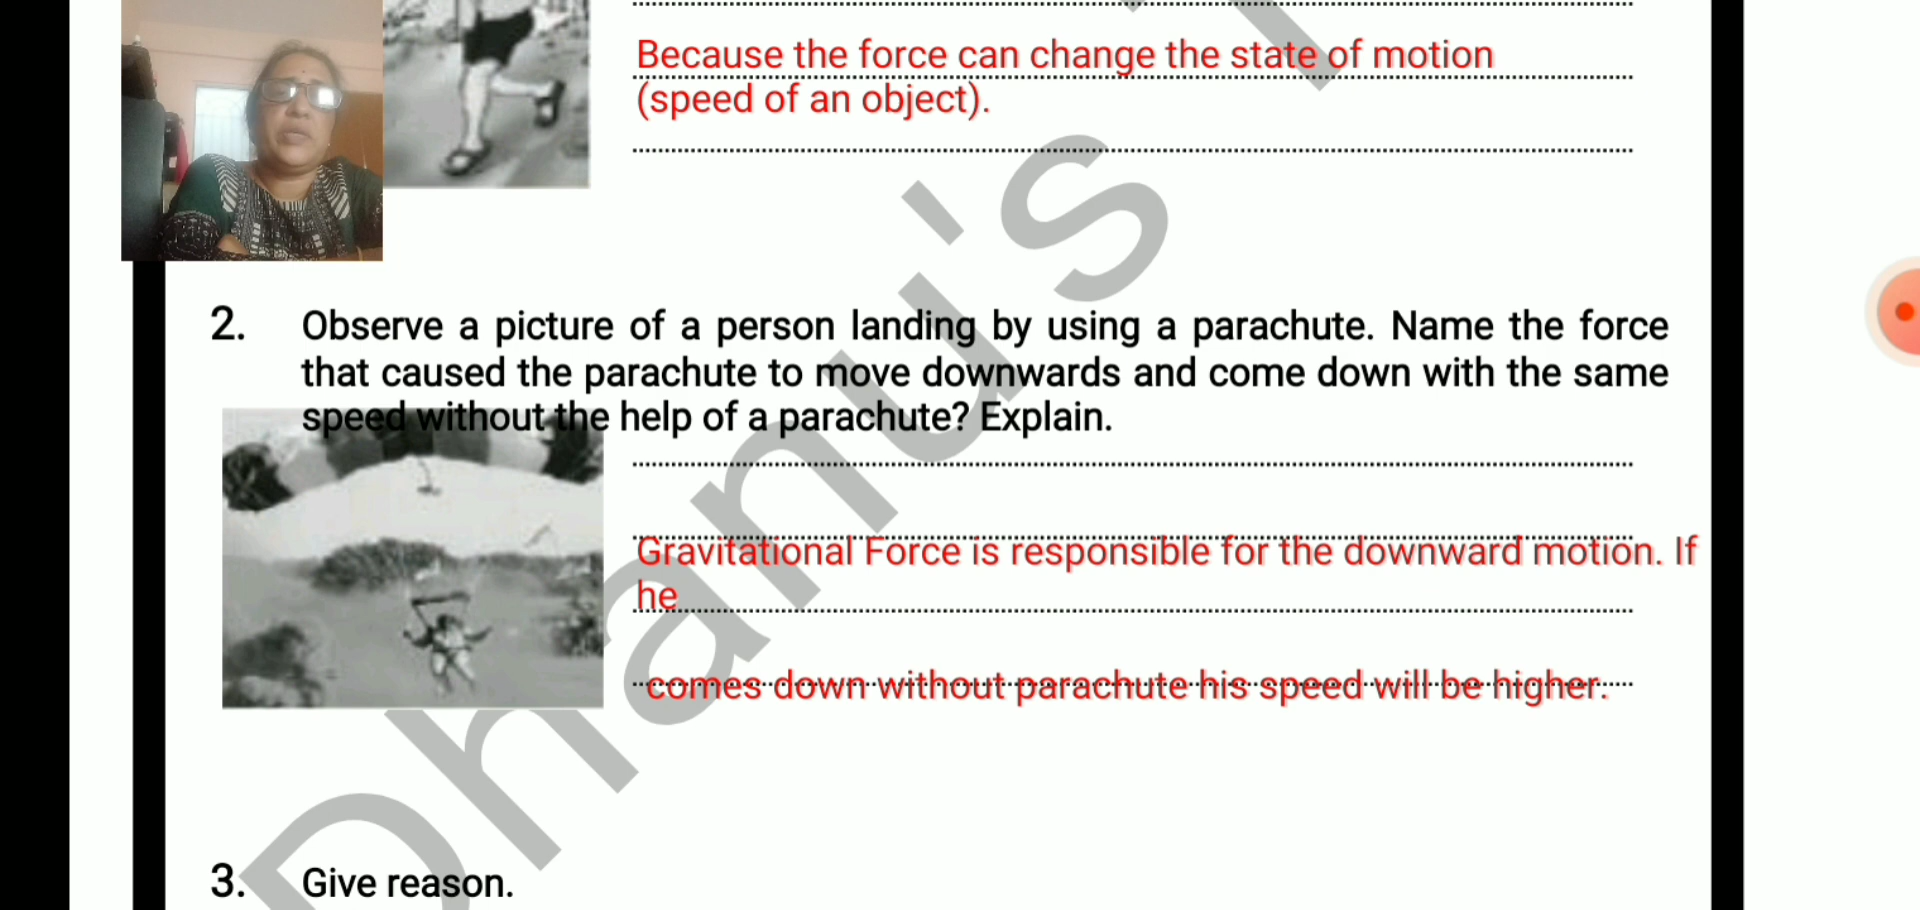 Because the force can change the state of motion
(speed of an object).
2. Observe a picture of a person landing by using a parachute. Name the force
that caused the parachute to move downwards and come down with the same
speed without the help of a parachute? Explain.
Gravitational Force is responsible for the downward motion. If
he
comes down without parachute his speed will be higher.
3. Give reason.
Dhanu's